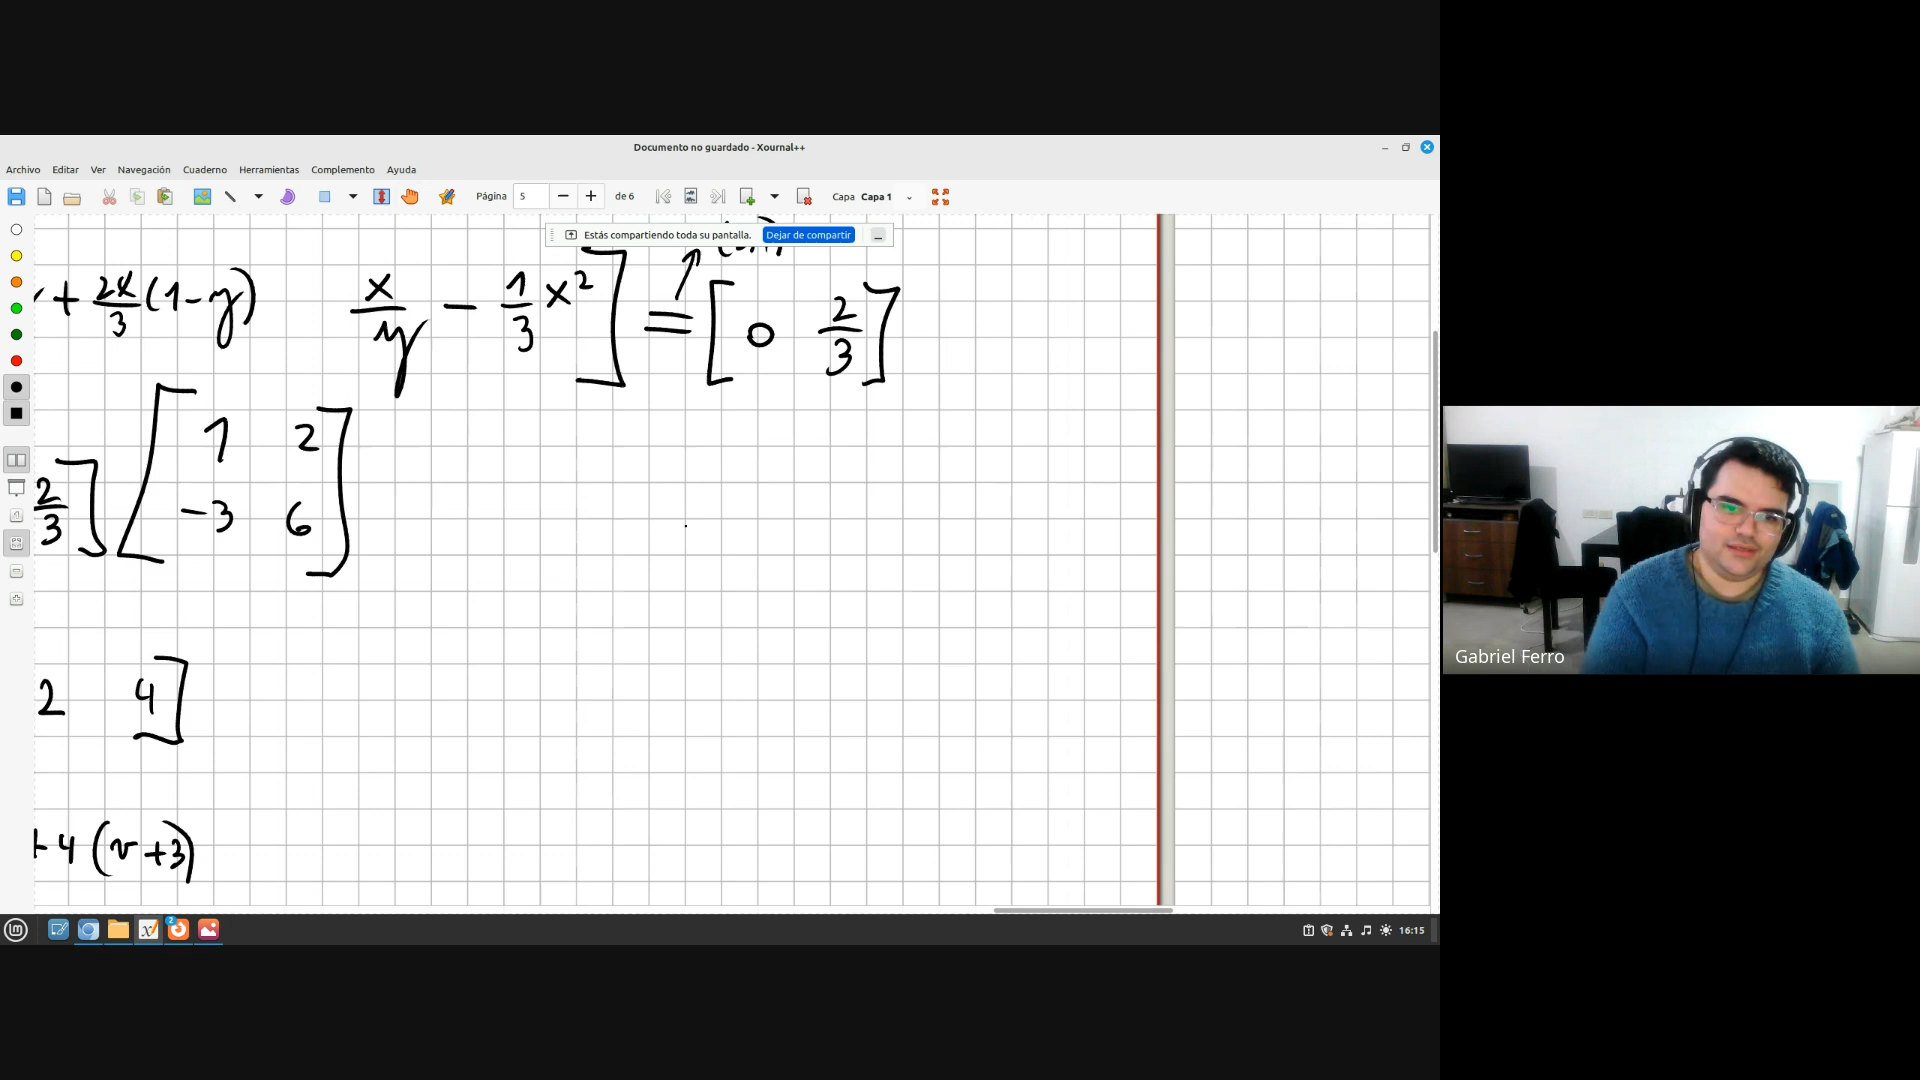 Documento no guardado - Xournal++
Archivo Editar Ver Navegación Cuaderno Herramientas Complemento Ayuda
Página 5 de 6 Capa Capa 1
Estás compartiendo toda su pantalla. Dejar de compartir
+ 2x/3 (1-y) x/y - 1/3 x² ] = [ 0 2/3 ]
2/3 ] [ 1 2
-3 6 ]
2 4 ]
+ 4 (v+3)
Gabriel Ferro
2
16:15